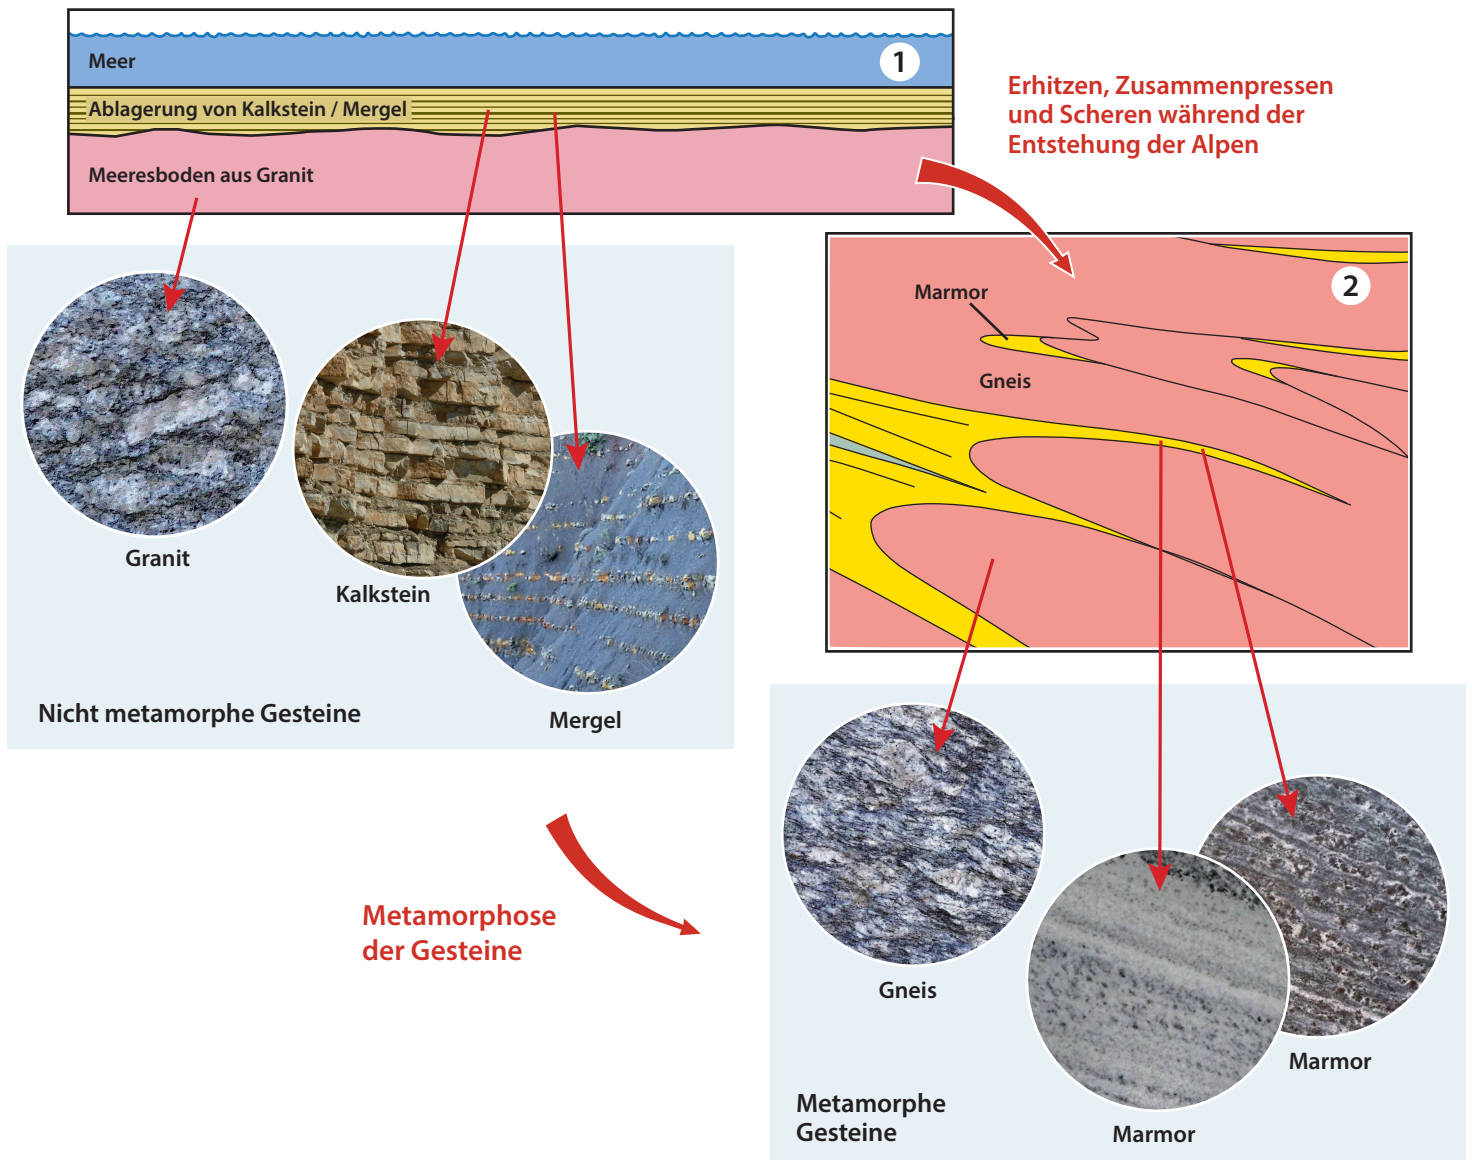 Meer
1
Ablagerung von Kalkstein / Mergel
Meeresboden aus Granit
Erhitzen, Zusammenpressen
und Scheren während der
Entstehung der Alpen
2
Marmor
Gneis
Granit
Kalkstein
Mergel
Nicht metamorphe Gesteine
Metamorphose
der Gesteine
Gneis
Marmor
Marmor
Metamorphe
Gesteine